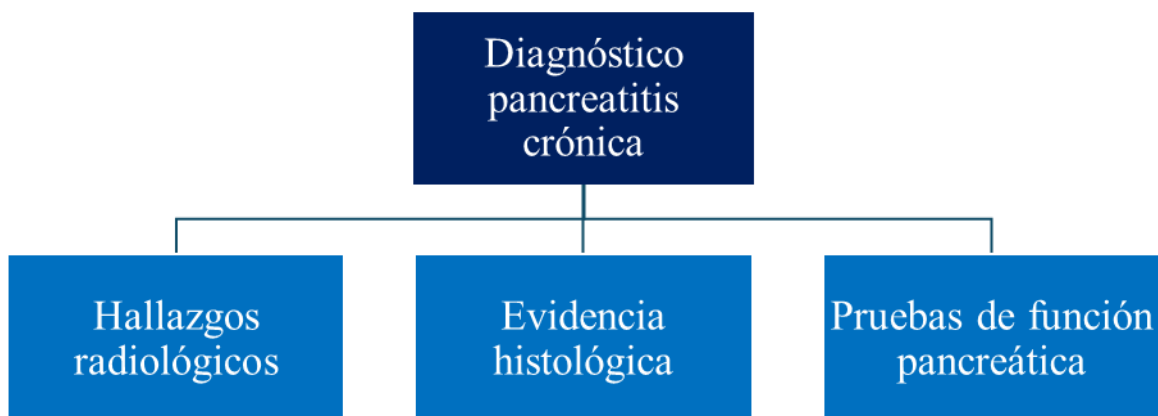 Diagnóstico
pancreatitis
crónica
Hallazgos
radiológicos
Evidencia
histológica
Pruebas de función
pancreática